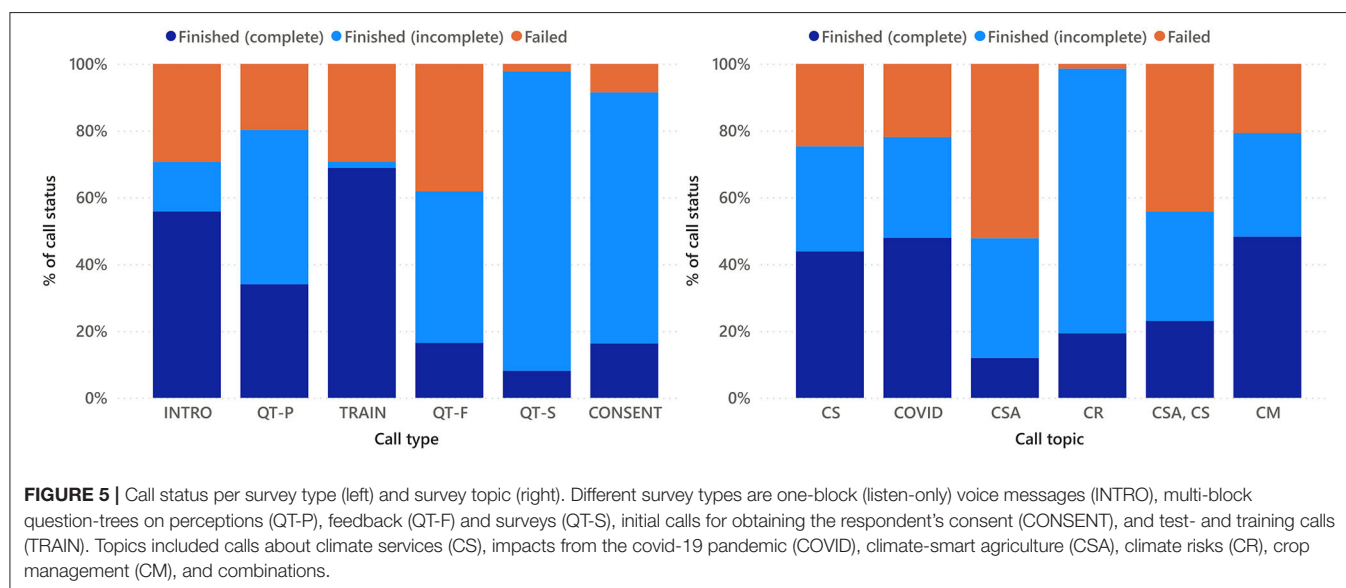 Finished (complete) Finished (incomplete) Failed
100%
80%
60%
40%
20%
0%
% of call status
INTRO QT-P TRAIN QT-F QT-S CONSENT
Call type
Finished (complete) Finished (incomplete) Failed
100%
80%
60%
40%
20%
0%
% of call status
CS COVID CSA CR CSA, CS CM
Call topic
FIGURE 5 | Call status per survey type (left) and survey topic (right). Different survey types are one-block (listen-only) voice messages (INTRO), multi-block
question-trees on perceptions (QT-P), feedback (QT-F) and surveys (QT-S), initial calls for obtaining the respondent's consent (CONSENT), and test- and training calls
(TRAIN). Topics included calls about climate services (CS), impacts from the covid-19 pandemic (COVID), climate-smart agriculture (CSA), climate risks (CR), crop
management (CM), and combinations.